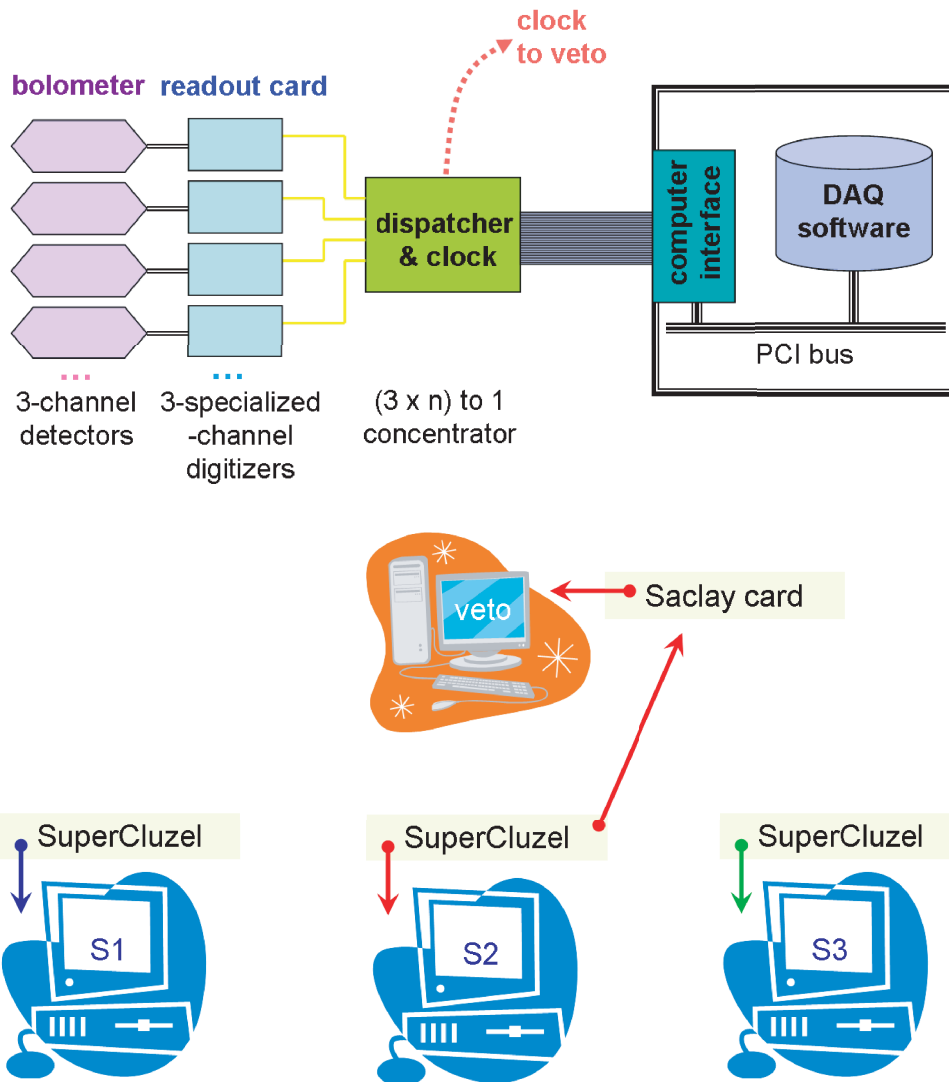 clock
to veto
bolometer
readout card
dispatcher
& clock
computer
interface
DAQ
software
PCI bus
...
...
3-channel
detectors
3-specialized
-channel
digitizers
(3 x n) to 1
concentrator
veto
Saclay card
SuperCluzel
SuperCluzel
SuperCluzel
S1
S2
S3